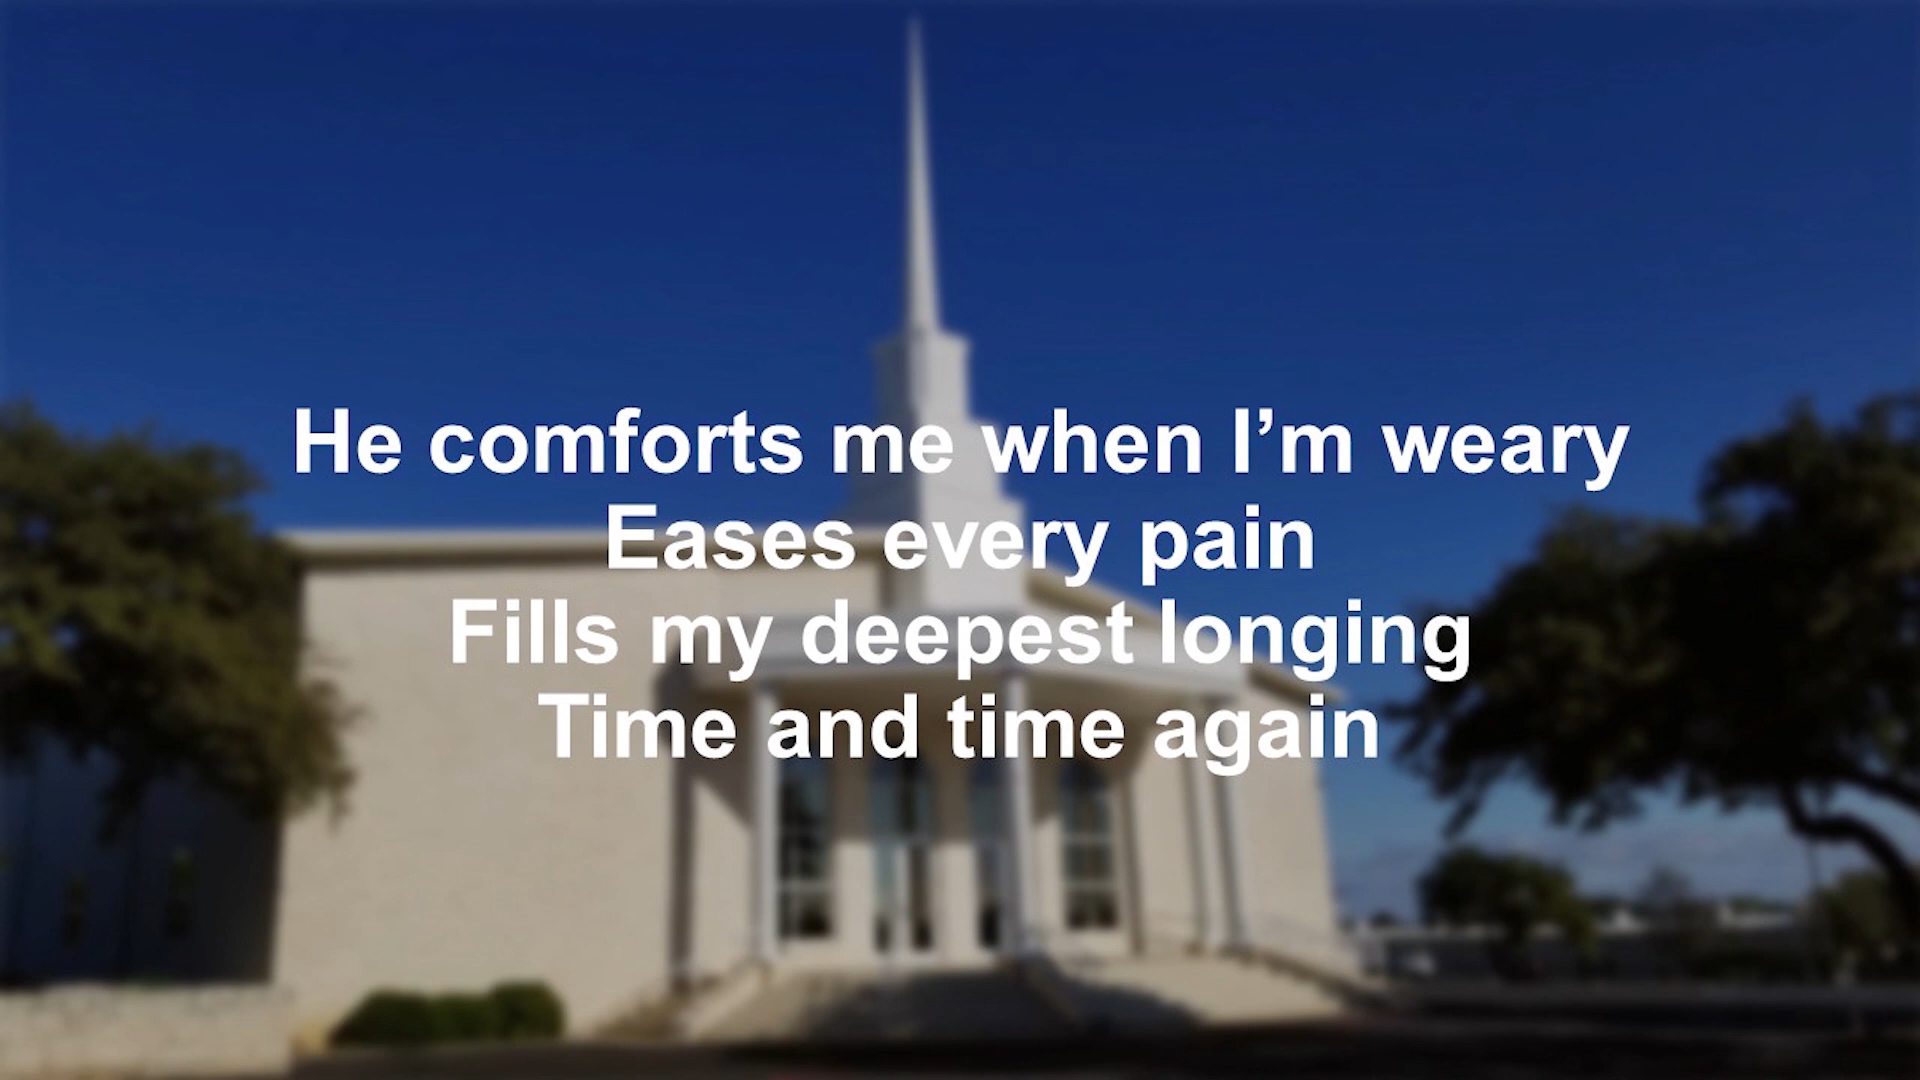 He comforts me when I’m weary
Eases every pain
Fills my deepest longing
Time and time again